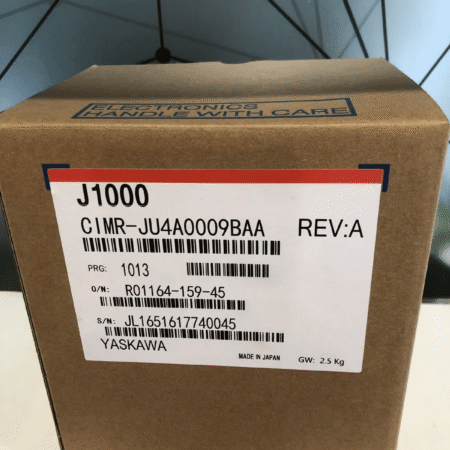 ELECTRONICS
HANDLE WITH CARE
J1000
CIMR-JU4A0009BAA REV:A
PRG: 1013
O/N: R01164-159-45
S/N: JL1651617740045
YASKAWA MADE IN JAPAN GW: 2.5 Kg